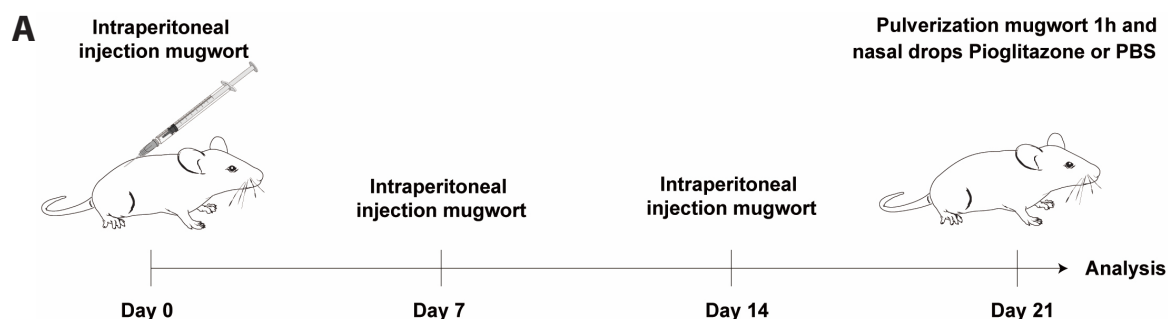 A
Intraperitoneal
injection mugwort
Pulverization mugwort 1h and
nasal drops Pioglitazone or PBS
Intraperitoneal
injection mugwort
Intraperitoneal
injection mugwort
Analysis
Day 0
Day 7
Day 14
Day 21